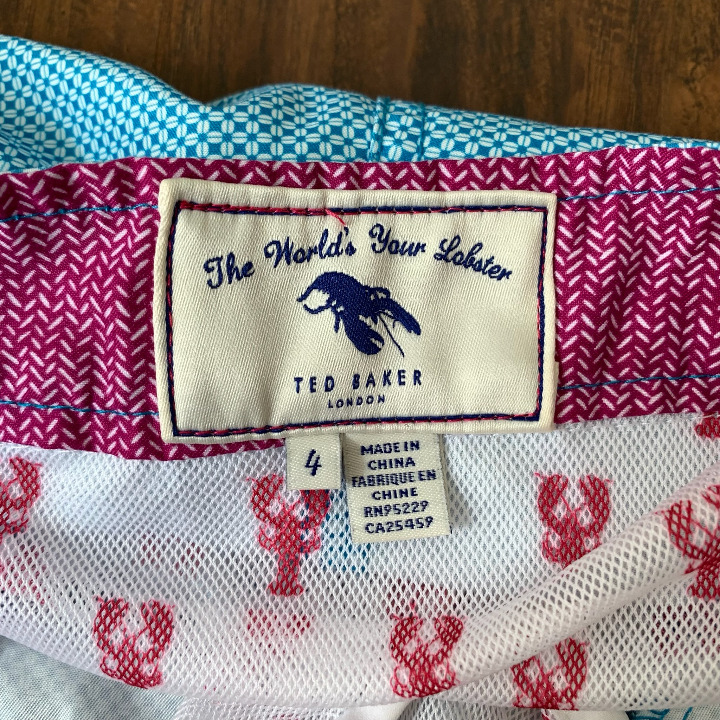 The World's Your Lobster
TED BAKER
LONDON
4
MADE IN
CHINA
FABRIQUE EN
CHINE
RN95229
CA25459